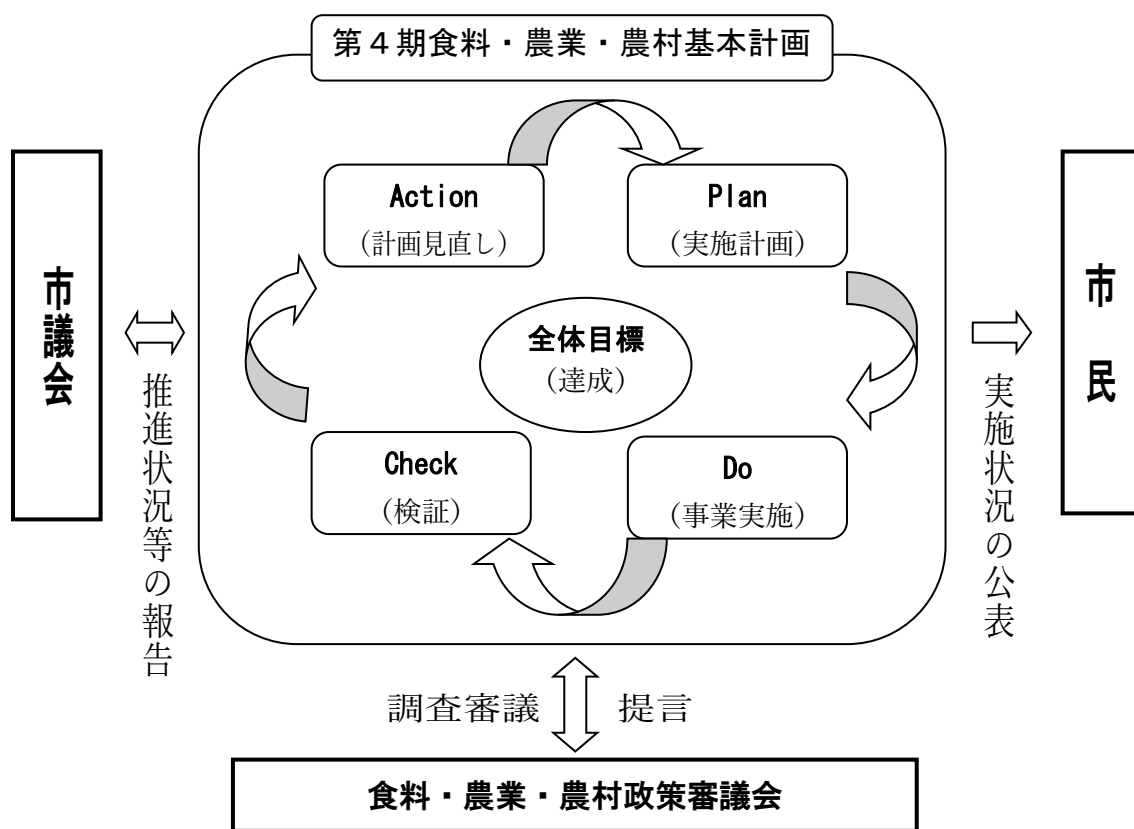 第４期食料・農業・農村基本計画
Action
（計画見直し）
Plan
（実施計画）
全体目標
（達成）
Check
（検証）
Do
（事業実施）
市議会
推進状況等の報告
市民
実施状況の公表
調査審議
提言
食料・農業・農村政策審議会